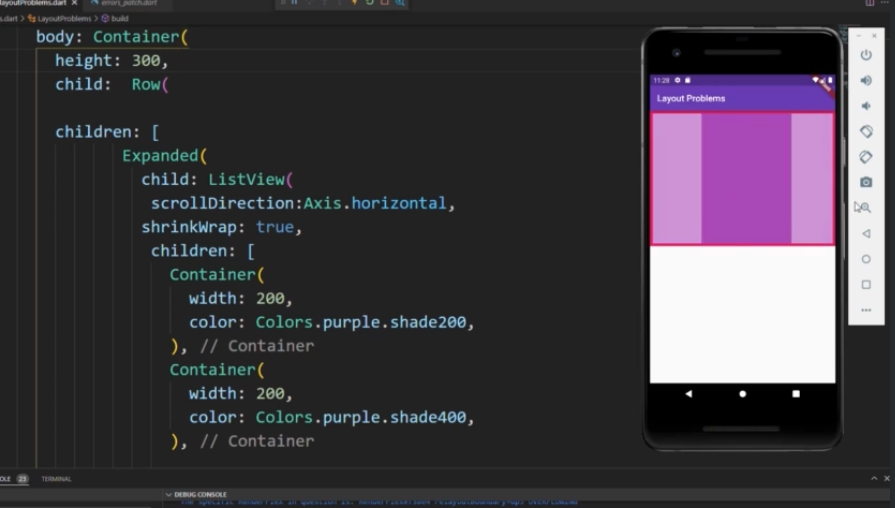 layoutProblems.dart ✕ errors_patch.dart
s.dart > LayoutProblems > build
body: Container(
height: 300,
child:  Row(
children: [
Expanded(
child: ListView(
scrollDirection:Axis.horizontal,
shrinkWrap: true,
children: [
Container(
width: 200,
color: Colors.purple.shade200,
), // Container
Container(
width: 200,
color: Colors.purple.shade400,
), // Container
11:28
Layout Problems
OLE 23 TERMINAL
DEBUG CONSOLE